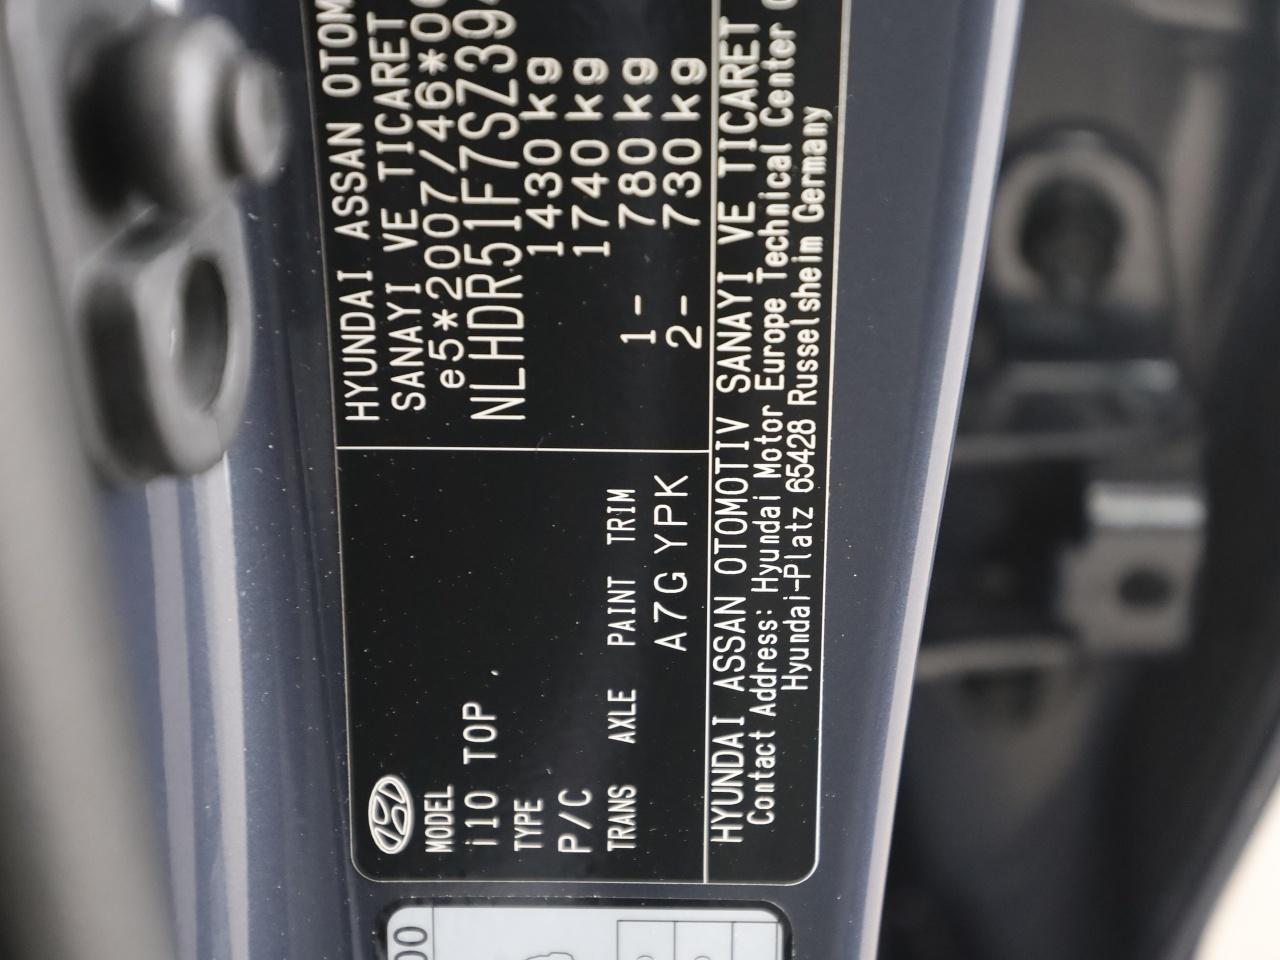 MODEL
i10 TOP
TYPE
P/C
TRANS AXLE PAINT TRIM
A7G YPK
HYUNDAI ASSAN OTOM
SANAYI VE TICARET
e5*2007/46*0
NLHDR51F7SZ39
1430 kg
1740 kg
1- 780 kg
2- 730 kg
HYUNDAI ASSAN OTOMOTIV SANAYI VE TICARET
Contact Address: Hyundai Motor Europe Technical Center
Hyundai-Platz 65428 Russelsheim Germany
00